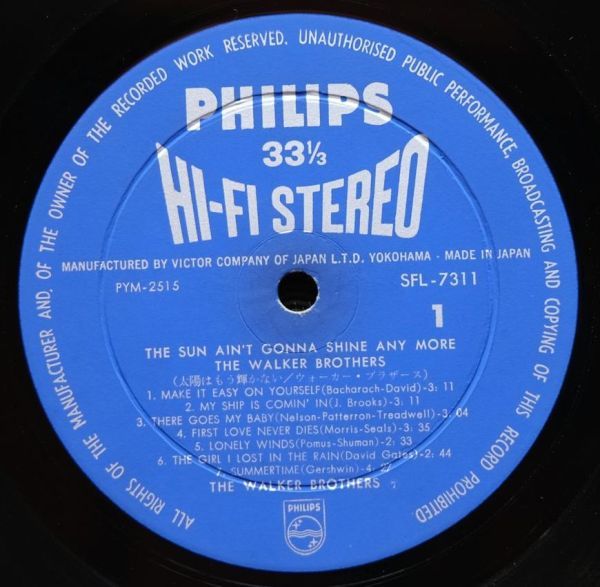 ALL RIGHTS OF THE MANUFACTURER AND. OF THE OWNER OF THE RECORDED WORK RESERVED. UNAUTHORISED PUBLIC PERFORMANCE, BROADCASTING AND COPYING OF THIS RECORD PROHIBITED
PHILIPS
33⅓
HI-FI STEREO
MANUFACTURED BY VICTOR COMPANY OF JAPAN L.T.D. YOKOHAMA - MADE IN JAPAN
PYM-2515 SFL-7311
1
THE SUN AIN'T GONNA SHINE ANY MORE
THE WALKER BROTHERS
(太陽はもう輝かない/ウォーカー・ブラザース)
1. MAKE IT EASY ON YOURSELF(Bacharach-David)-3: 11
2. MY SHIP IS COMIN' IN(J. Brooks)-3: 11
3. THERE GOES MY BABY(Nelson-Patterron-Treadwell)-3: 04
4. FIRST LOVE NEVER DIES(Morris-Seals)-3: 35
5. LONELY WINDS(Pomus-Shuman)-2: 33
6. THE GIRL I LOST IN THE RAIN(David Gates)-2: 44
7. SUMMERTIME(Gershwin)-4:
THE WALKER BROTHERS
PHILIPS